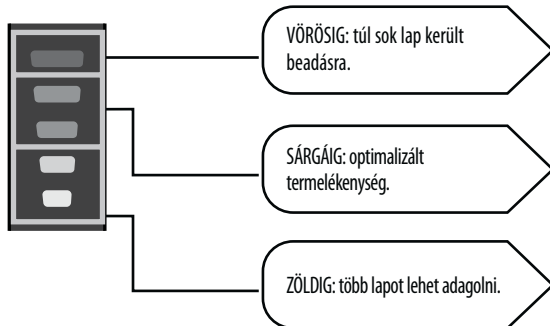 VÖRÖSIG: túl sok lap került
beadásra.
SÁRGÁIG: optimalizált
termelékenység.
ZÖLDIG: több lapot lehet adagolni.